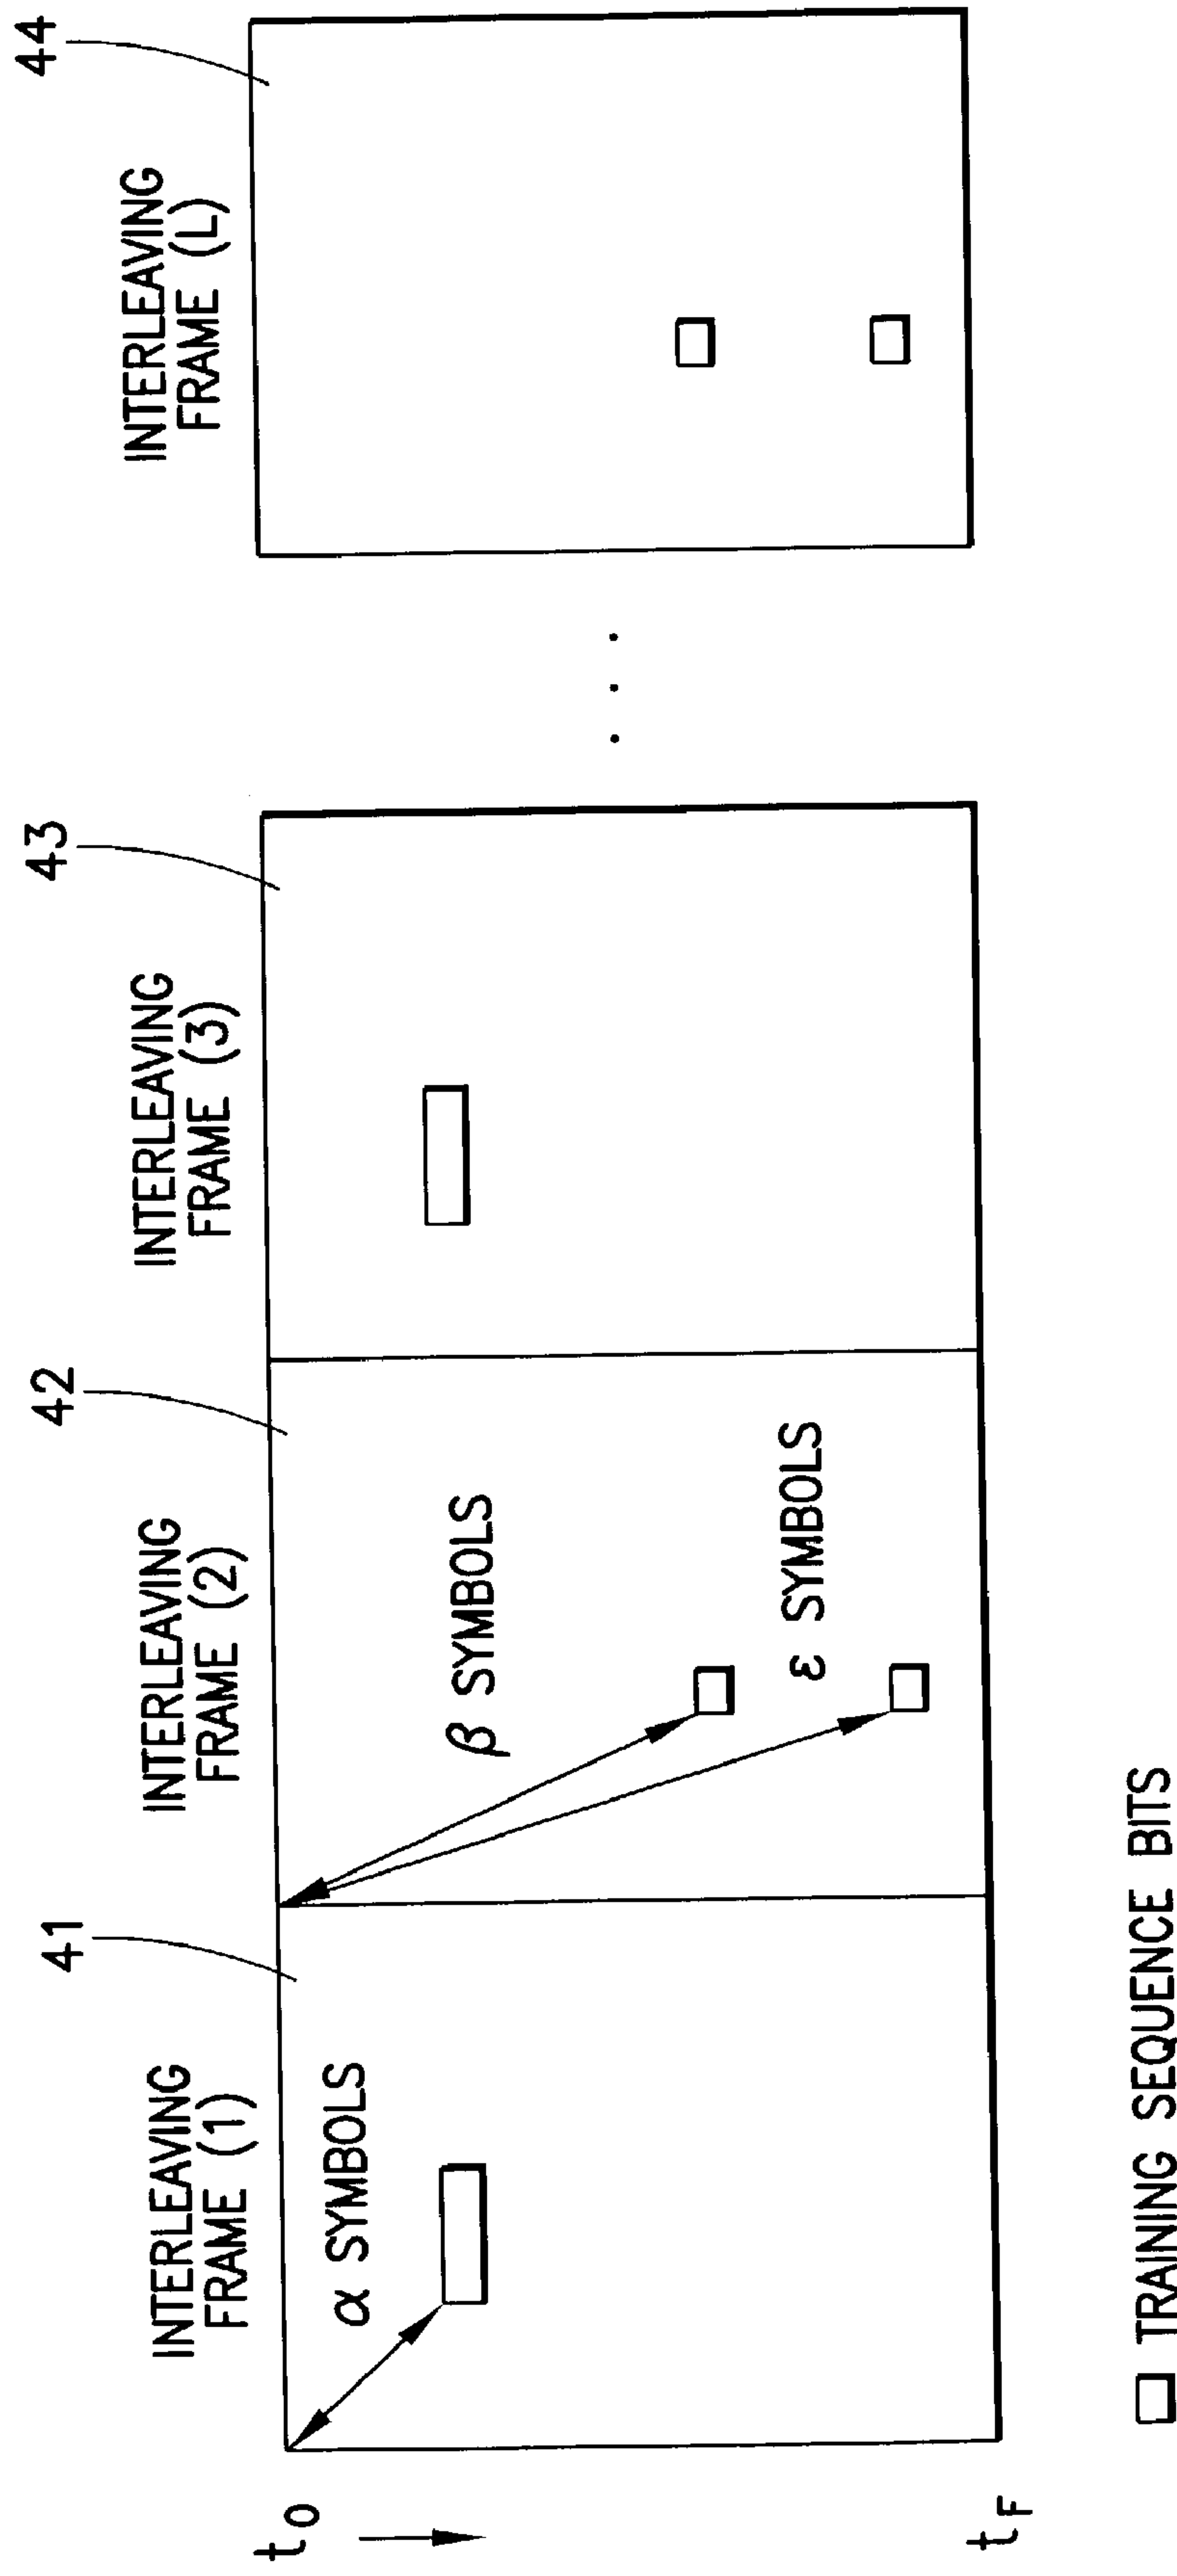 INTERLEAVING
FRAME (1)
INTERLEAVING
FRAME (2)
INTERLEAVING
FRAME (3)
INTERLEAVING
FRAME (L)
41
42
43
44
t0
α SYMBOLS
β SYMBOLS
ε SYMBOLS
. . .
tF
TRAINING SEQUENCE BITS